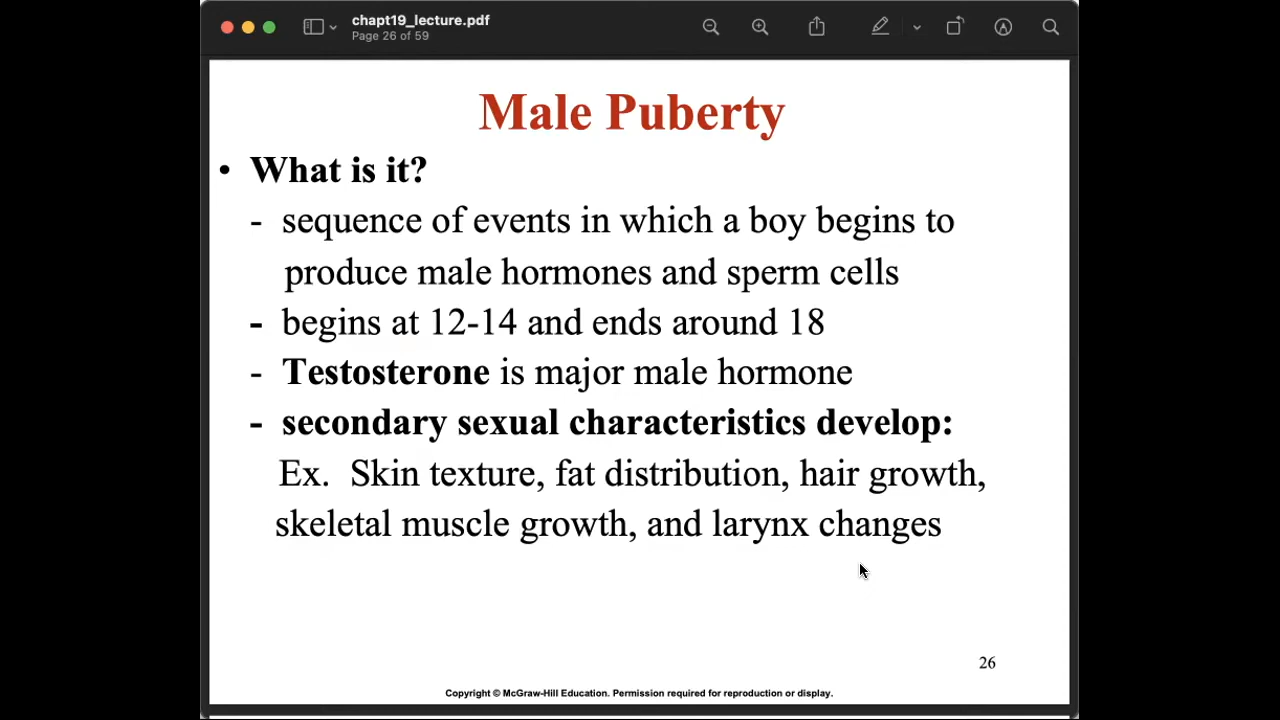 chapt19_lecture.pdf
Page 26 of 59
Male Puberty
• What is it?
- sequence of events in which a boy begins to
produce male hormones and sperm cells
- begins at 12-14 and ends around 18
- Testosterone is major male hormone
- secondary sexual characteristics develop:
Ex. Skin texture, fat distribution, hair growth,
skeletal muscle growth, and larynx changes
26
Copyright © McGraw-Hill Education. Permission required for reproduction or display.